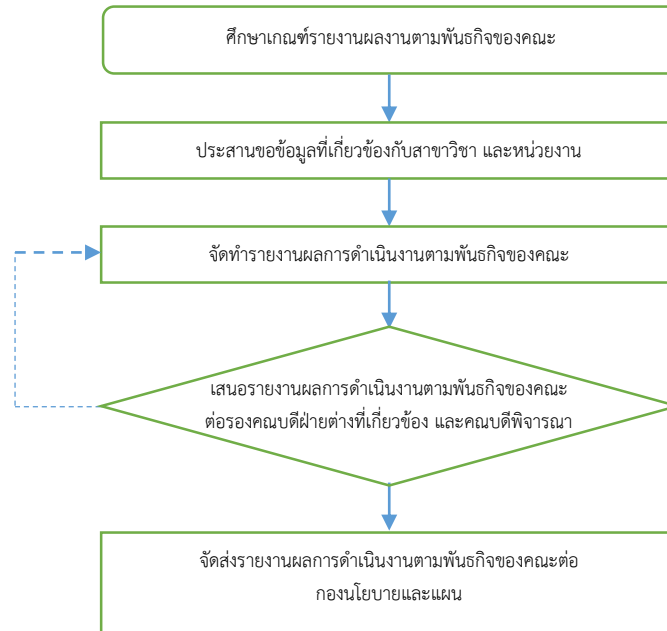 ศึกษาเกณฑ์รายงานผลงานตามพันธกิจของคณะ
ประสานขอข้อมูลที่เกี่ยวข้องกับสาขาวิชา และหน่วยงาน
จัดทำรายงานผลการดำเนินงานตามพันธกิจของคณะ
เสนอรายงานผลการดำเนินงานตามพันธกิจของคณะ
ต่อรองคณบดีฝ่ายต่างที่เกี่ยวข้อง และคณบดีพิจารณา
จัดส่งรายงานผลการดำเนินงานตามพันธกิจของคณะต่อ
กองนโยบายและแผน